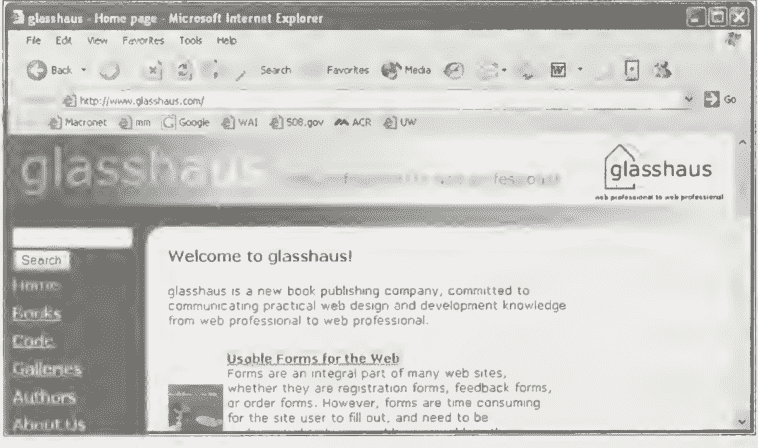 glasshaus - Home page - Microsoft Internet Explorer
File Edit View Favorites Tools Help
Back Search Favorites Media
http://www.glasshaus.com/ Go
Macronet mm Google WAI 508.gov ACR UW
glasshaus
glasshaus
web professional to web professional
Search
Home
Books
Code
Galleries
Authors
About Us
Welcome to glasshaus!
glasshaus is a new book publishing company, committed to
communicating practical web design and development knowledge
from web professional to web professional.
Usable Forms for the Web
Forms are an integral part of many web sites,
whether they are registration forms, feedback forms,
or order forms. However, forms are time consuming
for the site user to fill out, and need to be